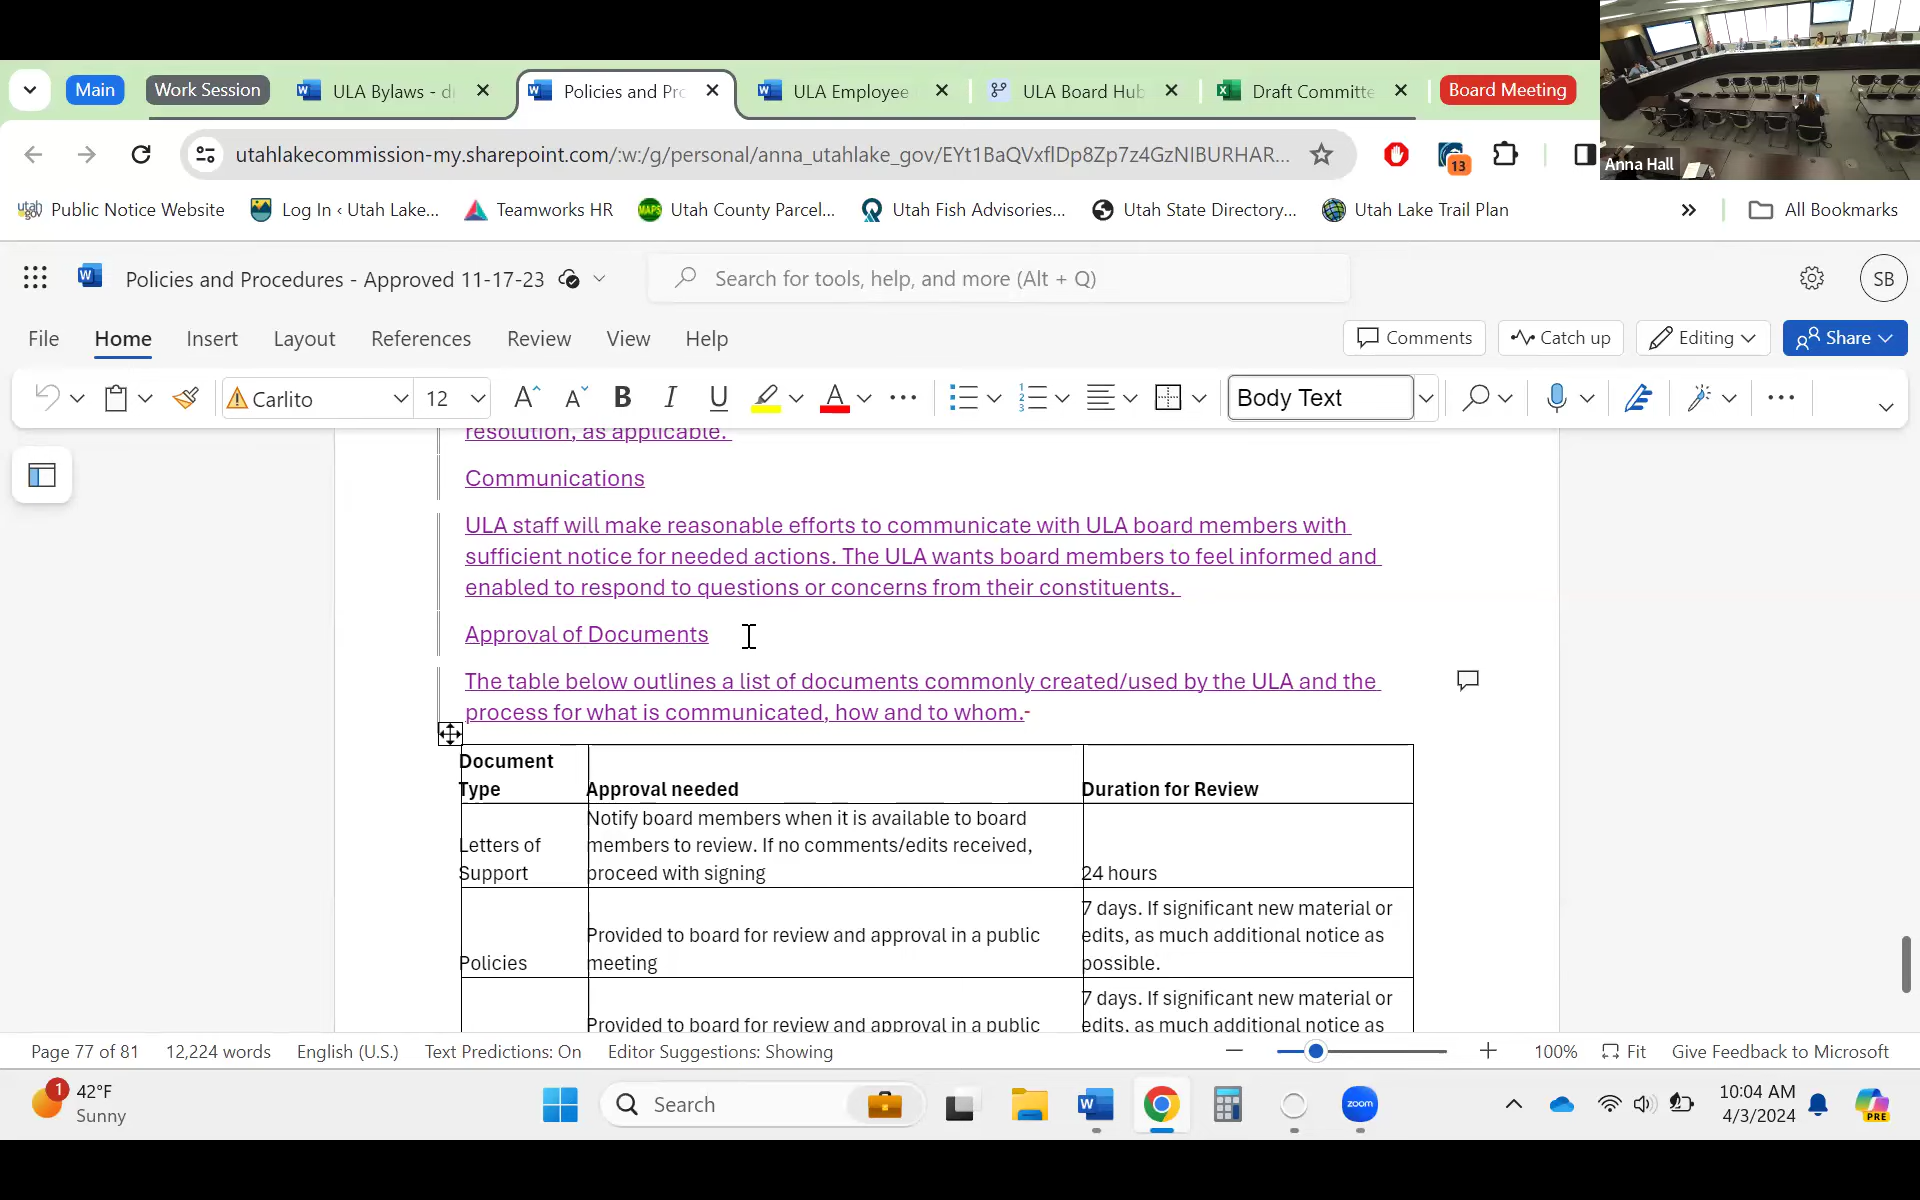 Main
Work Session
ULA Bylaws - di
Policies and Pro
ULA Employee
ULA Board Hub
Draft Committe
Board Meeting
Anna Hall
utahlakecommission-my.sharepoint.com/:w:/g/personal/anna_utahlake_gov/EYt1BaQVxflDp8Zp7z4GzNIBURHAR...
13
Public Notice Website
Log In ‹ Utah Lake...
Teamworks HR
Utah County Parcel...
Utah Fish Advisories...
Utah State Directory...
Utah Lake Trail Plan
All Bookmarks
Policies and Procedures - Approved 11-17-23
Search for tools, help, and more (Alt + Q)
SB
File
Home
Insert
Layout
References
Review
View
Help
Comments
Catch up
Editing
Share
Carlito
12
Body Text
resolution, as applicable.
Communications
ULA staff will make reasonable efforts to communicate with ULA board members with
sufficient notice for needed actions. The ULA wants board members to feel informed and
enabled to respond to questions or concerns from their constituents.
Approval of Documents
The table below outlines a list of documents commonly created/used by the ULA and the
process for what is communicated, how and to whom.-
Document
Type
Approval needed
Duration for Review
Letters of
Support
Notify board members when it is available to board
members to review. If no comments/edits received,
proceed with signing
24 hours
Policies
Provided to board for review and approval in a public
meeting
7 days. If significant new material or
edits, as much additional notice as
possible.
Provided to board for review and approval in a public
7 days. If significant new material or
edits, as much additional notice as
Page 77 of 81
12,224 words
English (U.S.)
Text Predictions: On
Editor Suggestions: Showing
100%
Fit
Give Feedback to Microsoft
1
42°F
Sunny
Search
zoom
10:04 AM
4/3/2024
PRE